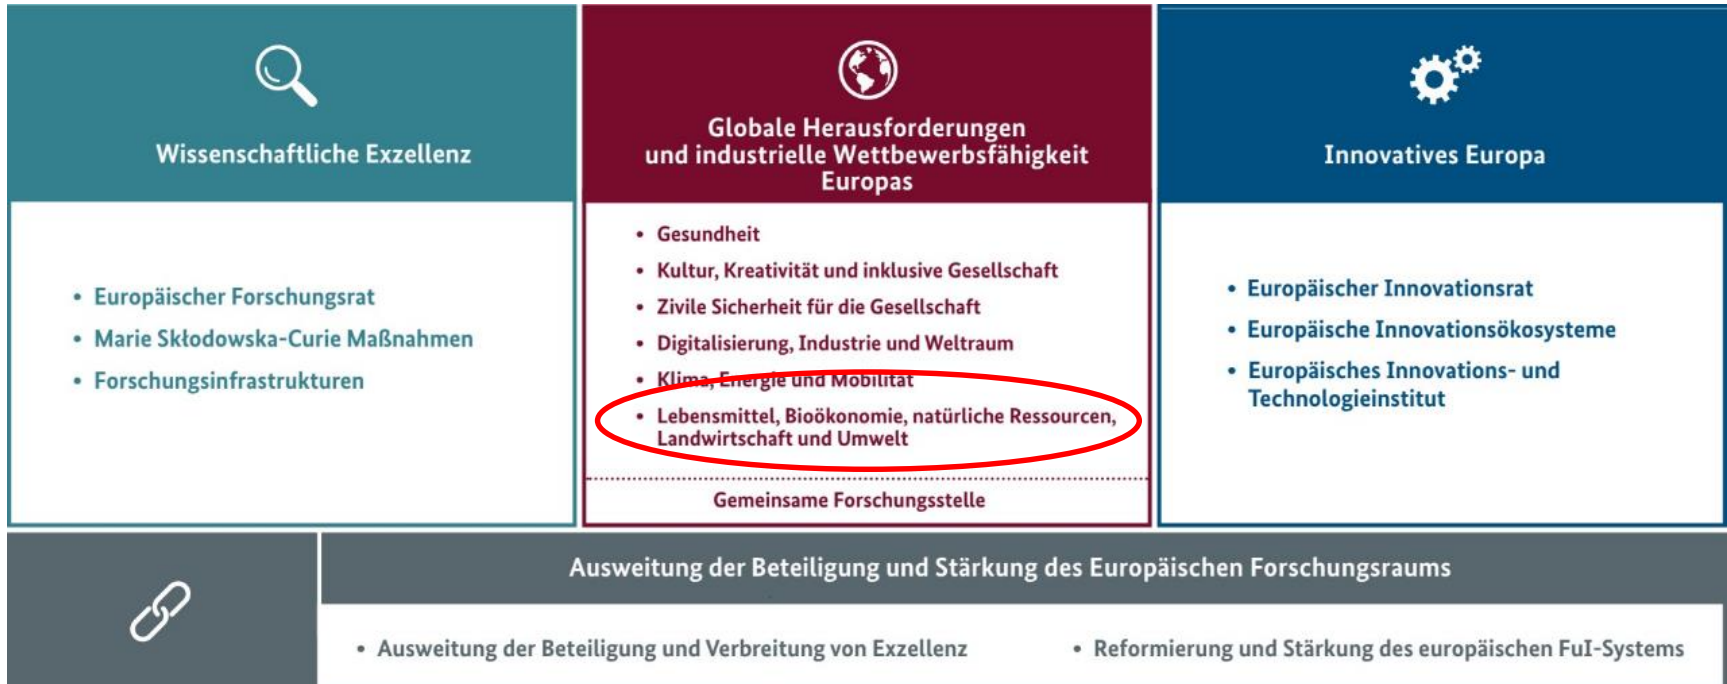 Wissenschaftliche Exzellenz
• Europäischer Forschungsrat
• Marie Skłodowska-Curie Maßnahmen
• Forschungsinfrastrukturen
Globale Herausforderungen
und industrielle Wettbewerbsfähigkeit
Europas
• Gesundheit
• Kultur, Kreativität und inklusive Gesellschaft
• Zivile Sicherheit für die Gesellschaft
• Digitalisierung, Industrie und Weltraum
• Klima, Energie und Mobilität
• Lebensmittel, Bioökonomie, natürliche Ressourcen,
Landwirtschaft und Umwelt
Gemeinsame Forschungsstelle
Innovatives Europa
• Europäischer Innovationsrat
• Europäische Innovationsökosysteme
• Europäisches Innovations- und
Technologieinstitut
Ausweitung der Beteiligung und Stärkung des Europäischen Forschungsraums
• Ausweitung der Beteiligung und Verbreitung von Exzellenz
• Reformierung und Stärkung des europäischen FuI-Systems